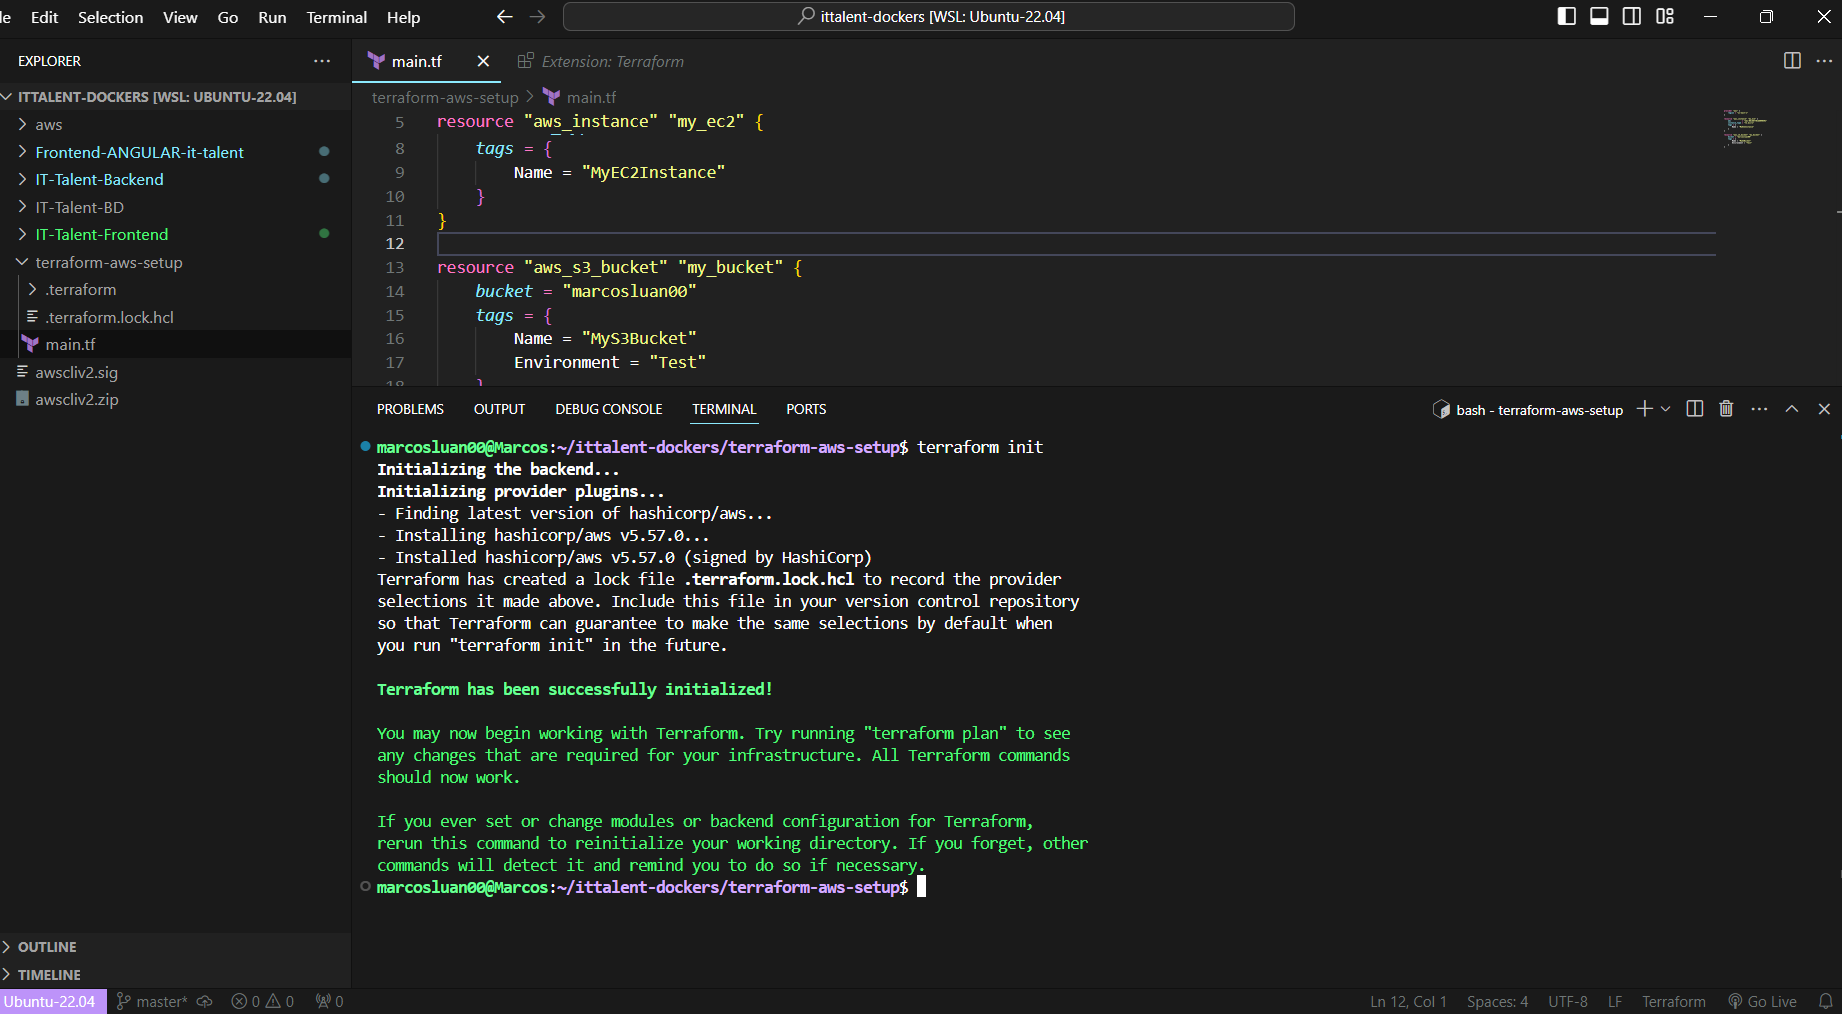 le Edit Selection View Go Run Terminal Help
ittalent-dockers [WSL: Ubuntu-22.04]
EXPLORER
ITTALENT-DOCKERS [WSL: UBUNTU-22.04]
aws
Frontend-ANGULAR-it-talent
IT-Talent-Backend
IT-Talent-BD
IT-Talent-Frontend
terraform-aws-setup
.terraform
.terraform.lock.hcl
main.tf
awscliv2.sig
awscliv2.zip
OUTLINE
TIMELINE
main.tf
Extension: Terraform
terraform-aws-setup > main.tf
5 resource "aws_instance" "my_ec2" {
8 tags = {
9 Name = "MyEC2Instance"
10 }
11 }
12
13 resource "aws_s3_bucket" "my_bucket" {
14 bucket = "marcosluan00"
15 tags = {
16 Name = "MyS3Bucket"
17 Environment = "Test"
18 }
PROBLEMS OUTPUT DEBUG CONSOLE TERMINAL PORTS
bash - terraform-aws-setup
marcosluan00@Marcos:~/ittalent-dockers/terraform-aws-setup$ terraform init
Initializing the backend...
Initializing provider plugins...
- Finding latest version of hashicorp/aws...
- Installing hashicorp/aws v5.57.0...
- Installed hashicorp/aws v5.57.0 (signed by HashiCorp)
Terraform has created a lock file .terraform.lock.hcl to record the provider
selections it made above. Include this file in your version control repository
so that Terraform can guarantee to make the same selections by default when
you run "terraform init" in the future.
Terraform has been successfully initialized!
You may now begin working with Terraform. Try running "terraform plan" to see
any changes that are required for your infrastructure. All Terraform commands
should now work.
If you ever set or change modules or backend configuration for Terraform,
rerun this command to reinitialize your working directory. If you forget, other
commands will detect it and remind you to do so if necessary.
marcosluan00@Marcos:~/ittalent-dockers/terraform-aws-setup$
Ubuntu-22.04 master* 0 0 0
Ln 12, Col 1 Spaces: 4 UTF-8 LF Terraform Go Live